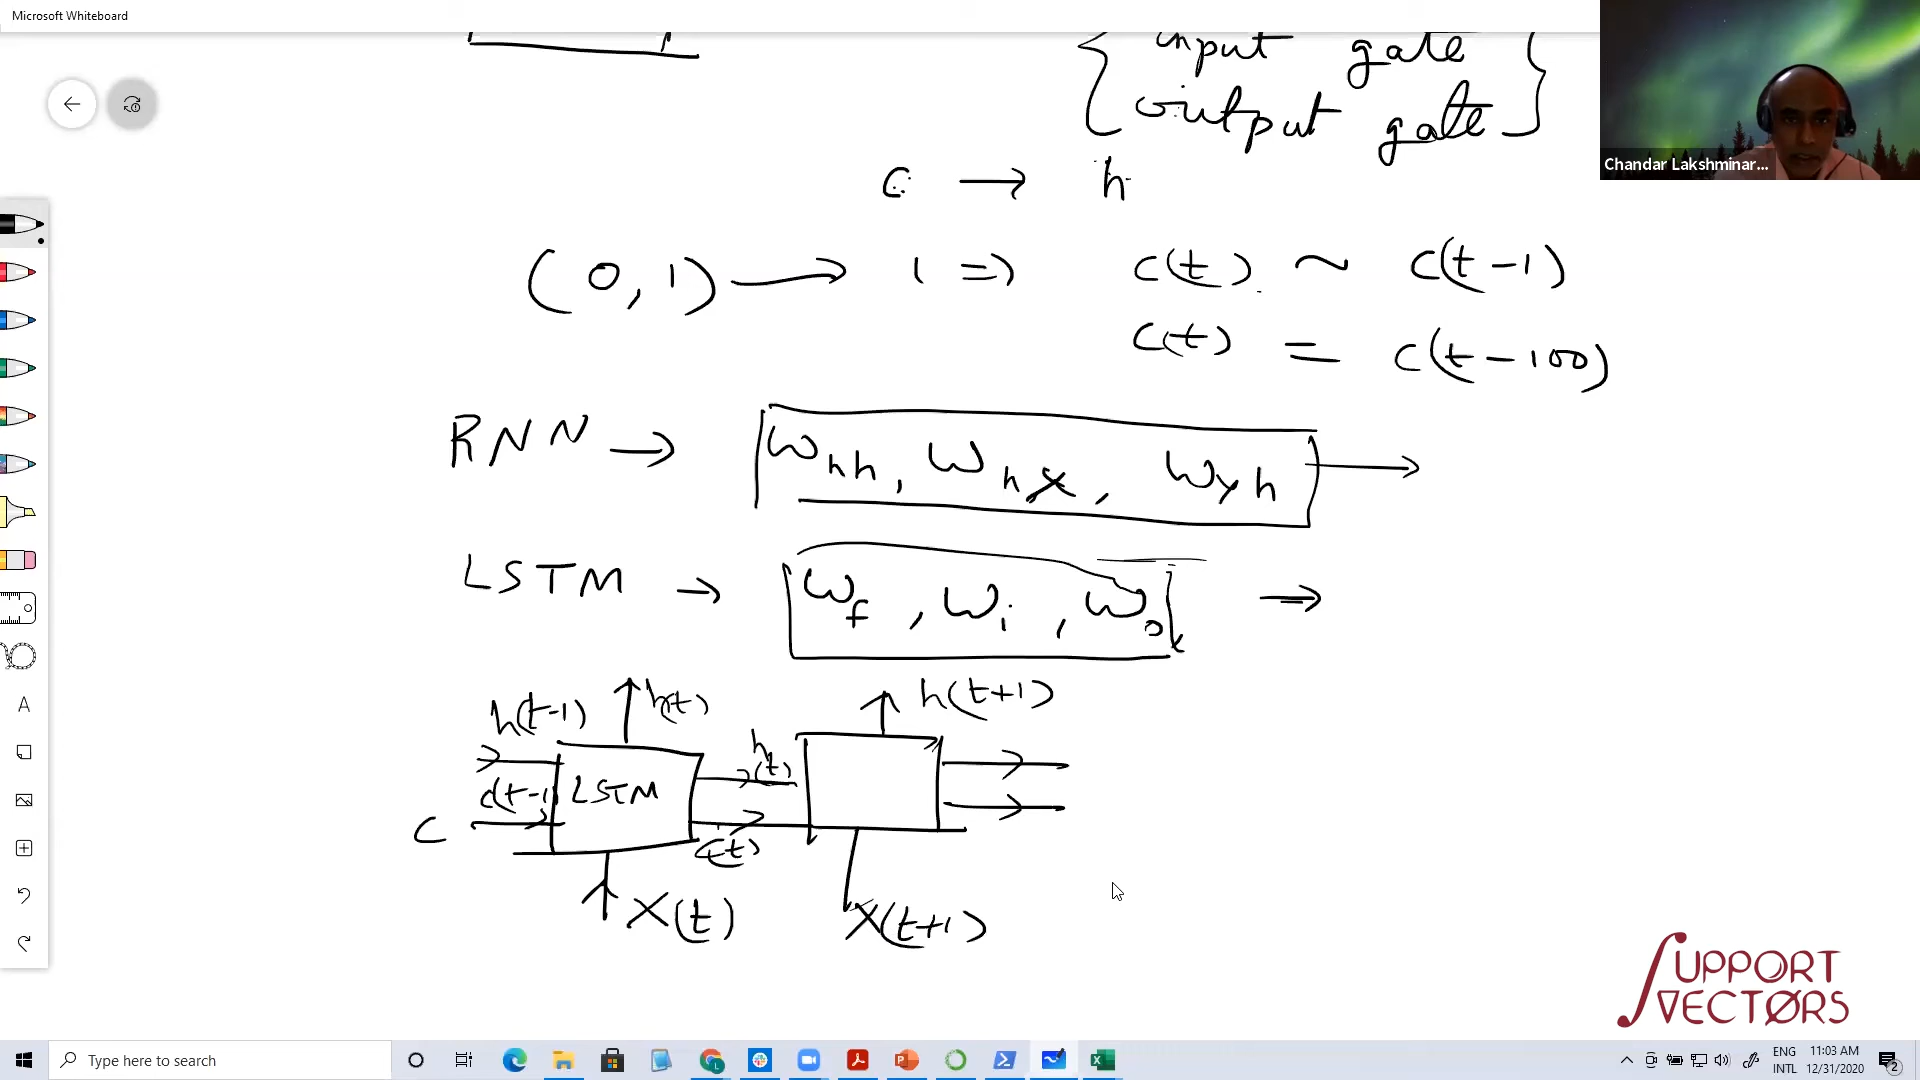 Microsoft Whiteboard
input gate
output gate
Chandar Lakshminar...
c → h
(0, 1) → 1 => c(t) ~ c(t-1)
c(t) = c(t-100)
RNN → Whh, Whx, Wyh →
LSTM → Wf, Wi, Wo →
h(t-1) h(t) h(t+1)
h(t)
c(t-1) LSTM
C
c(t)
X(t) X(t+1)
SUPPORT
VECTORS
A
Type here to search
ENG 11:03 AM
INTL 12/31/2020
2